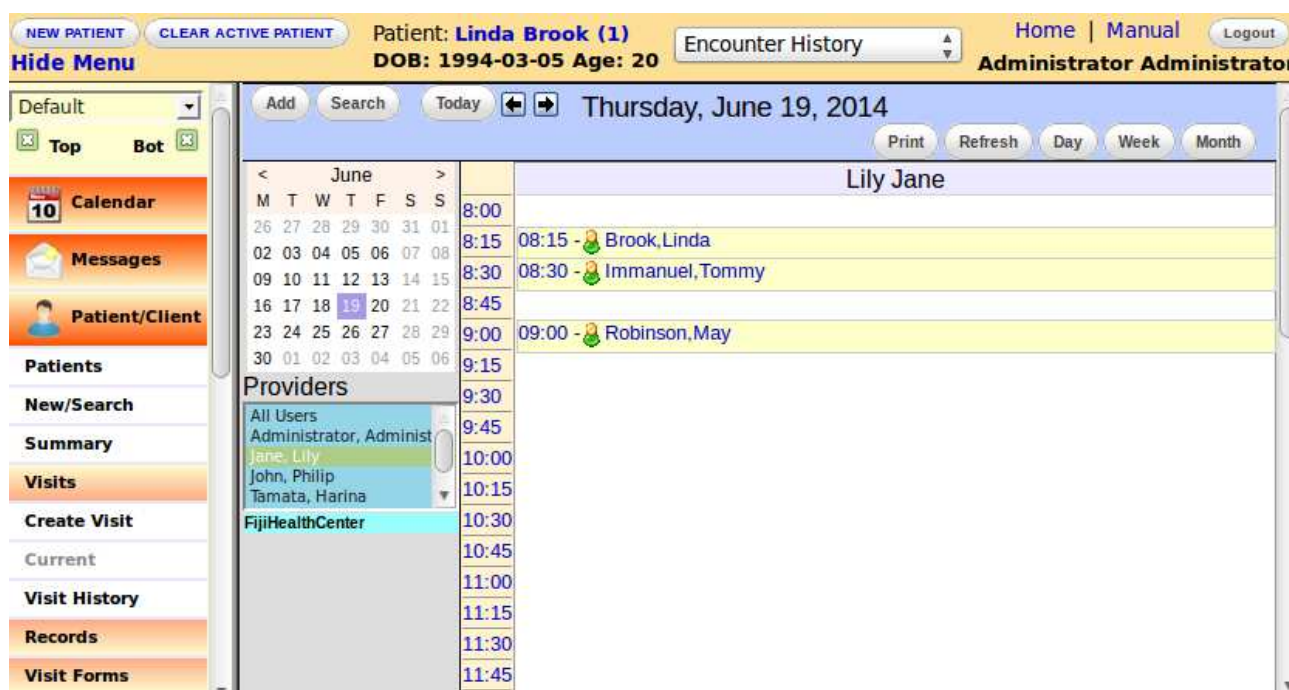 NEW PATIENT CLEAR ACTIVE PATIENT Patient: Linda Brook (1) Encounter History Home | Manual Logout
Hide Menu DOB: 1994-03-05 Age: 20 Administrator Administrator
Default
Top Bot
10 Calendar
Messages
Patient/Client
Patients
New/Search
Summary
Visits
Create Visit
Current
Visit History
Records
Visit Forms
Add Search Today Thursday, June 19, 2014
Print Refresh Day Week Month
< June >
M T W T F S S
26 27 28 29 30 31 01
02 03 04 05 06 07 08
09 10 11 12 13 14 15
16 17 18 19 20 21 22
23 24 25 26 27 28 29
30 01 02 03 04 05 06
Providers
All Users
Administrator, Administ
Jane, Lily
John, Philip
Tamata, Harina
FijiHealthCenter
Lily Jane
8:00
8:15 08:15 - Brook,Linda
8:30 08:30 - Immanuel,Tommy
8:45
9:00 09:00 - Robinson,May
9:15
9:30
9:45
10:00
10:15
10:30
10:45
11:00
11:15
11:30
11:45